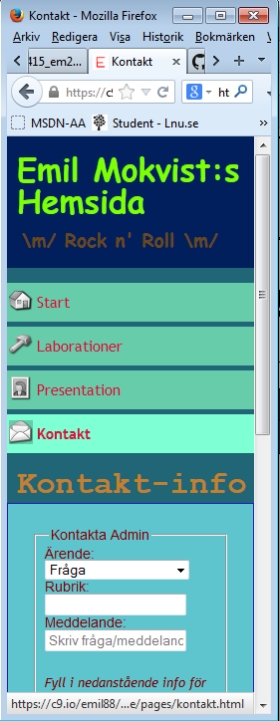 Kontakt - Mozilla Firefox
Arkiv Redigera Visa Historik Bokmärken
415_em2...
Kontakt
https://c
ht
MSDN-AA
Student - Lnu.se
Emil Mokvist:s
Hemsida
\m/ Rock n' Roll \m/
Start
Laborationer
Presentation
Kontakt
Kontakt-info
Kontakta Admin
Ärende:
Fråga
Rubrik:
Meddelande:
Skriv fråga/meddelanc
Fyll i nedanstående info för
https://c9.io/emil88/...e/pages/kontakt.html